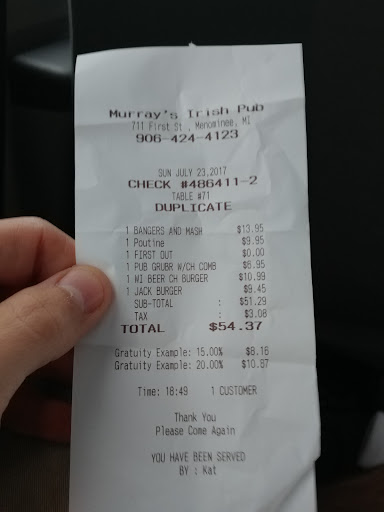 Murray's Irish Pub
711 First St., Menominee, MI
906-424-4123
SUN JULY 23,2017
CHECK #486411-2
TABLE #71
DUPLICATE
1 BANGERS AND MASH $13.95
1 Poutine $9.95
1 FIRST OUT $0.00
1 PUB GRUBR W/CH COMB $6.95
1 WI BEER CH BURGER $10.99
1 JACK BURGER $9.45
SUB-TOTAL : $51.29
TAX : $3.08
TOTAL $54.37
Gratuity Example: 15.00% $8.16
Gratuity Example: 20.00% $10.87
Time: 18:49 1 CUSTOMER
Thank You
Please Come Again
YOU HAVE BEEN SERVED
BY : Kat